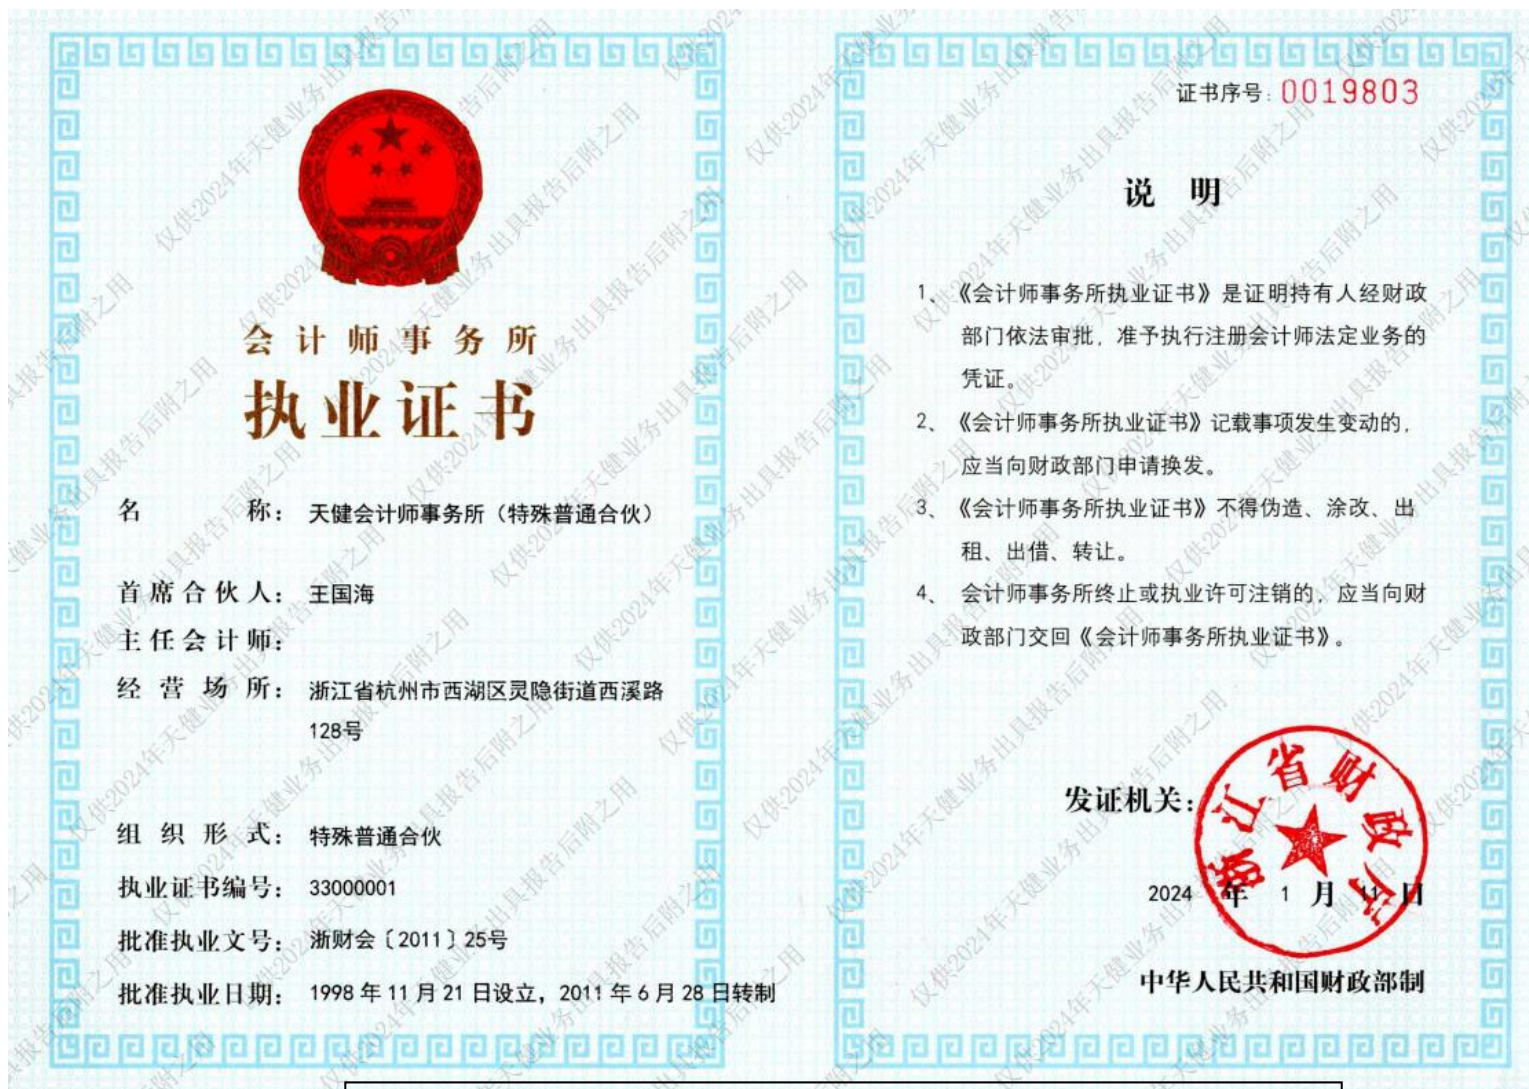 会计师事务所
执业证书
名称：天健会计师事务所（特殊普通合伙）
首席合伙人：王国海
主任会计师：
经营场所：浙江省杭州市西湖区灵隐街道西溪路
128号
组织形式：特殊普通合伙
执业证书编号：33000001
批准执业文号：浙财会〔2011〕25号
批准执业日期：1998年11月21日设立，2011年6月28日转制
证书序号：0019803
说明
1、《会计师事务所执业证书》是证明持有人经财政
部门依法审批，准予执行注册会计师法定业务的
凭证。
2、《会计师事务所执业证书》记载事项发生变动的，
应当向财政部门申请换发。
3、《会计师事务所执业证书》不得伪造、涂改、出
租、出借、转让。
4、会计师事务所终止或执业许可注销的，应当向财
政部门交回《会计师事务所执业证书》。
发证机关：
浙江省财政厅
2024年1月11日
中华人民共和国财政部制
仅供2024年天健业务出具报告后附之用